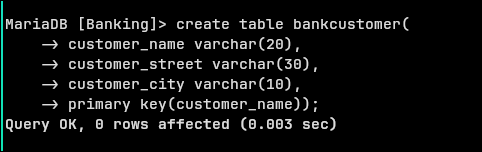 MariaDB [Banking]> create table bankcustomer(
    -> customer_name varchar(20),
    -> customer_street varchar(30),
    -> customer_city varchar(10),
    -> primary key(customer_name));
Query OK, 0 rows affected (0.003 sec)